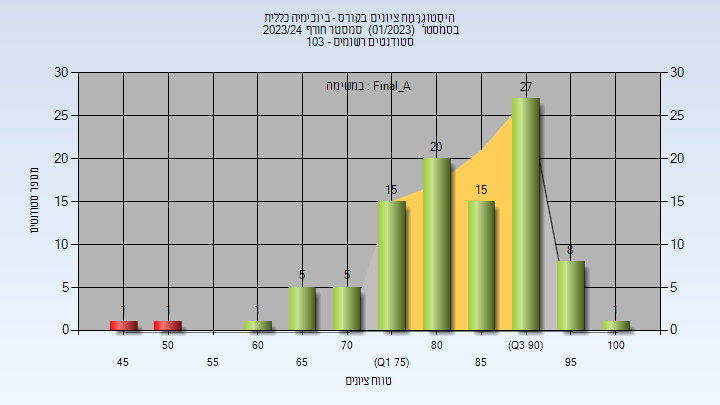 היסטוגרמת ציונים בקורס - ביוכימיה כללית
בסמסטר (01/2023) סמסטר חורף 2023/24
סטודנטים רשומים - 103
במשימה : Final_A
מספר סטודנטים
30 30
25 25
20 20
15 15
10 10
5 5
0 0
1 1 1 5 5 15 20 15 27 8 1
45 50 55 60 65 70 (Q1 75) 80 85 (Q3 90) 95 100
טווח ציונים